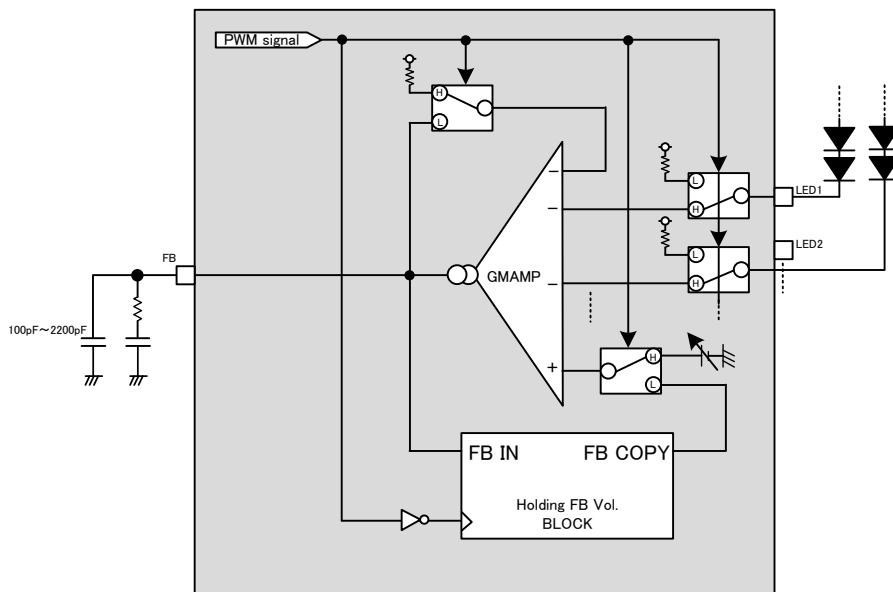 PWM signal
H
L
L
LED1
H
FB
L
LED2
H
GMAMP
100pF～2200pF
H
L
FB IN
FB COPY
Holding FB Vol.
BLOCK
−
−
−
+